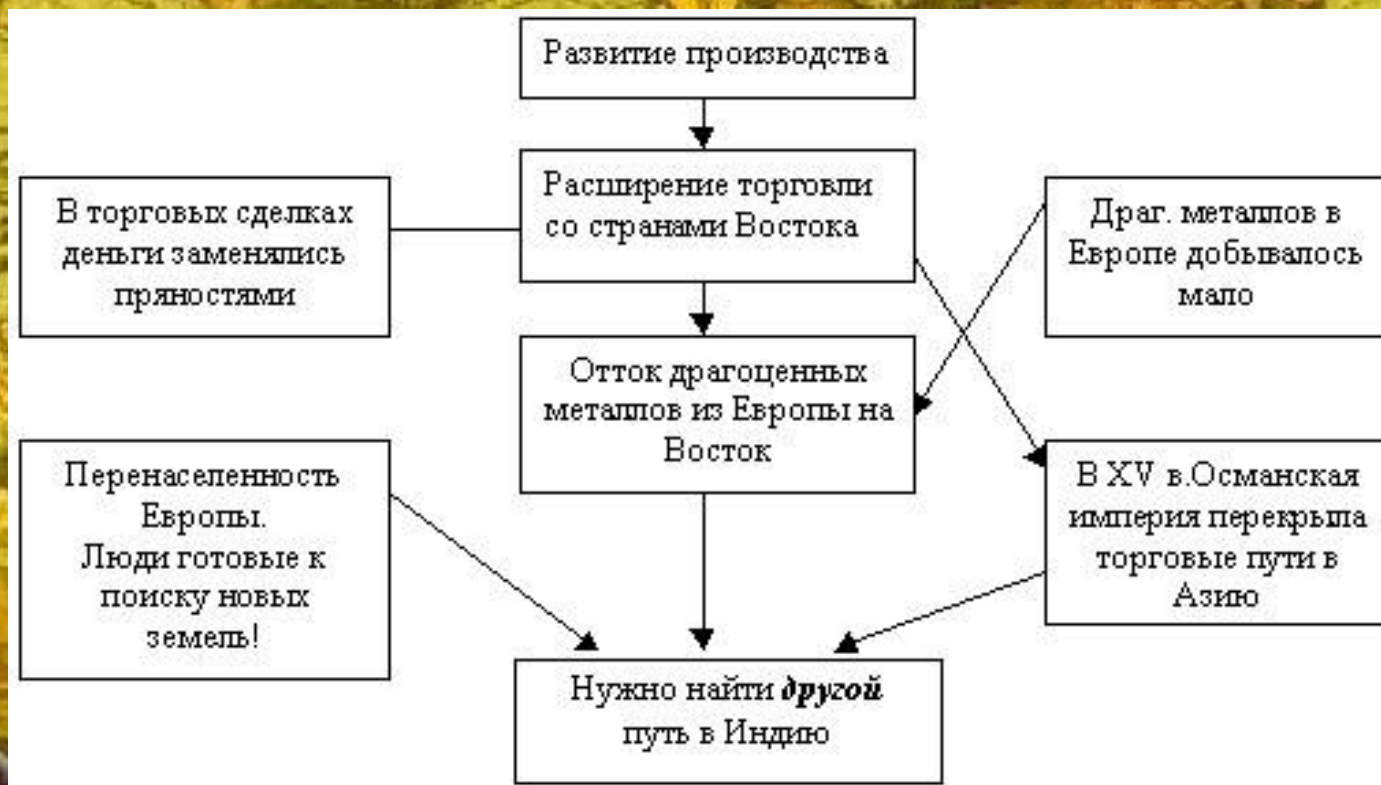 Развитие производства
В торговых сделках
деньги заменялись
пряностями
Расширение торговли
со странами Востока
Драг. металлов в
Европе добывалось
мало
Отток драгоценных
металлов из Европы на
Восток
Перенаселенность
Европы.
Люди готовые к
поиску новых
земель!
В XV в.Османская
империя перекрыла
торговые пути в
Азию
Нужно найти другой
путь в Индию